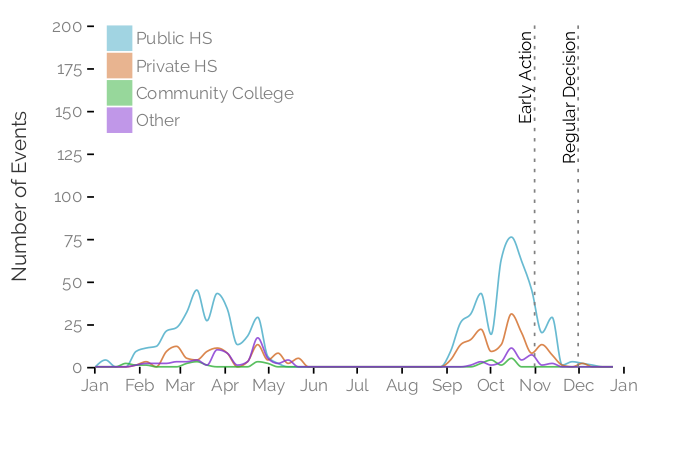 200
175
150
125
100
75
50
25
0
Number of Events
Public HS
Private HS
Community College
Other
Early Action
Regular Decision
Jan Feb Mar Apr May Jun Jul Aug Sep Oct Nov Dec Jan